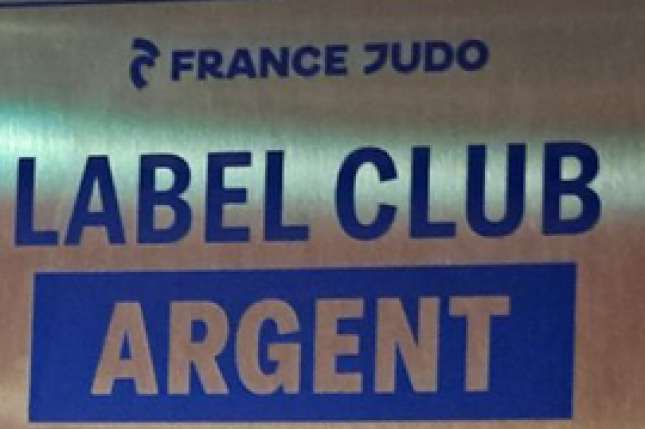 FRANCE JUDO
LABEL CLUB
ARGENT